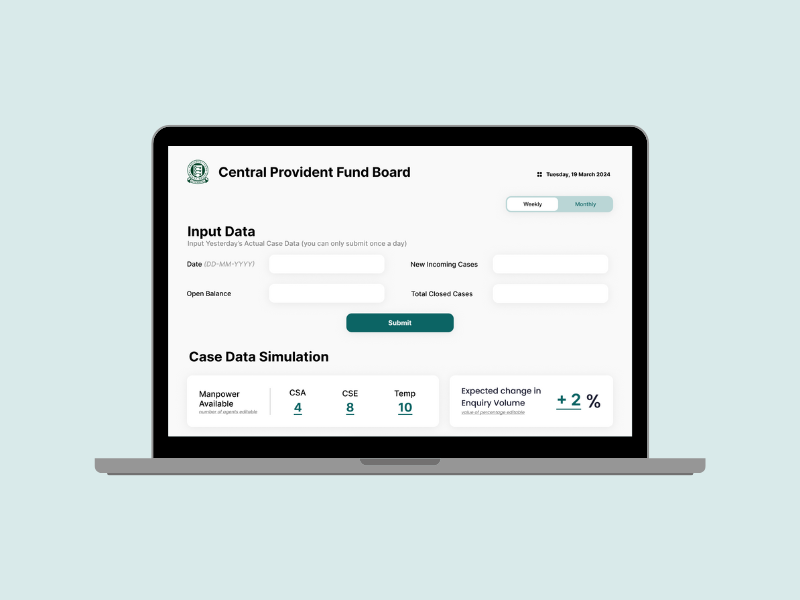 Central Provident Fund Board
Tuesday, 19 March 2024
Weekly
Monthly
Input Data
Input Yesterday's Actual Case Data (you can only submit once a day)
Date (DD-MM-YYYY)
New Incoming Cases
Open Balance
Total Closed Cases
Submit
Case Data Simulation
Manpower
Available
number of agents editable
CSA
4
CSE
8
Temp
10
Expected change in
Enquiry Volume
value of percentage editable
+ 2 %